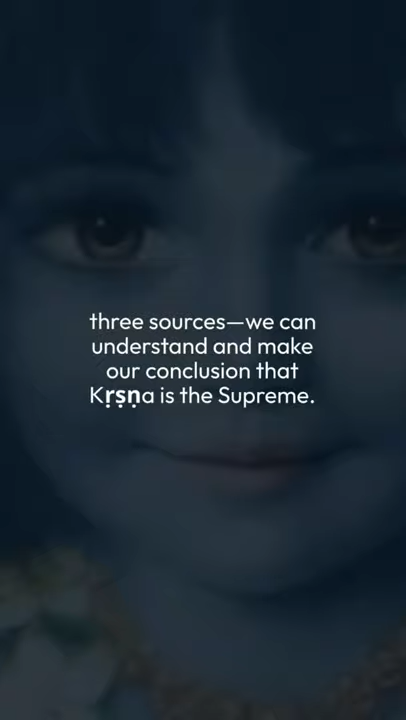 three sources—we can
understand and make
our conclusion that
Kṛṣṇa is the Supreme.